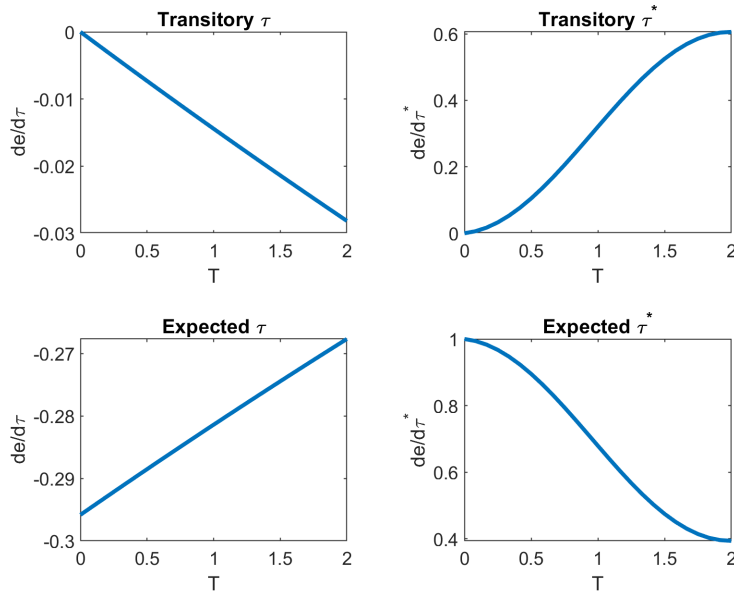 Transitory τ
0
-0.01
-0.02
-0.03
de/dτ
0 0.5 1 1.5 2
T
Transitory τ*
0.6
0.4
0.2
0
de/dτ*
0 0.5 1 1.5 2
T
Expected τ
-0.27
-0.28
-0.29
-0.3
de/dτ
0 0.5 1 1.5 2
T
Expected τ*
1
0.8
0.6
0.4
de/dτ*
0 0.5 1 1.5 2
T